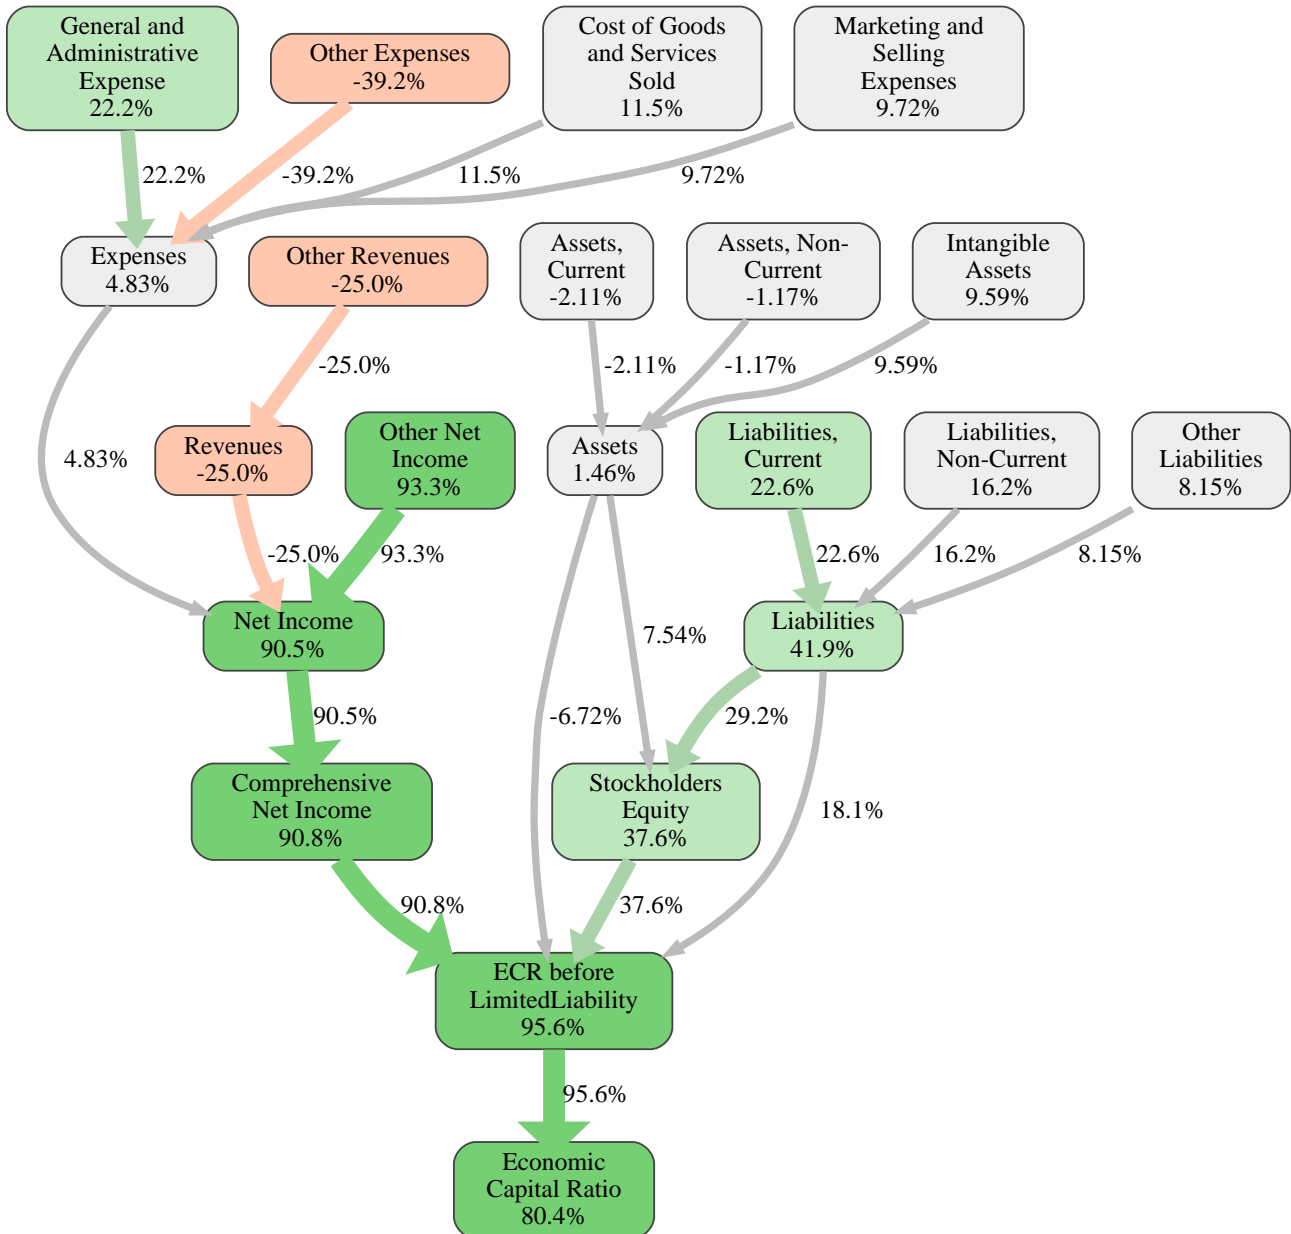 General and
Administrative
Expense
22.2%
Other Expenses
-39.2%
Cost of Goods
and Services
Sold
11.5%
Marketing and
Selling
Expenses
9.72%
22.2%
-39.2%
11.5%
9.72%
Expenses
4.83%
Other Revenues
-25.0%
Assets,
Current
-2.11%
Assets, Non-
Current
-1.17%
Intangible
Assets
9.59%
-25.0%
-2.11%
-1.17%
9.59%
4.83%
Revenues
-25.0%
Other Net
Income
93.3%
Assets
1.46%
Liabilities,
Current
22.6%
Liabilities,
Non-Current
16.2%
Other
Liabilities
8.15%
-25.0%
93.3%
22.6%
16.2%
8.15%
Net Income
90.5%
7.54%
Liabilities
41.9%
90.5%
-6.72%
29.2%
Comprehensive
Net Income
90.8%
Stockholders
Equity
37.6%
18.1%
90.8%
37.6%
ECR before
LimitedLiability
95.6%
95.6%
Economic
Capital Ratio
80.4%